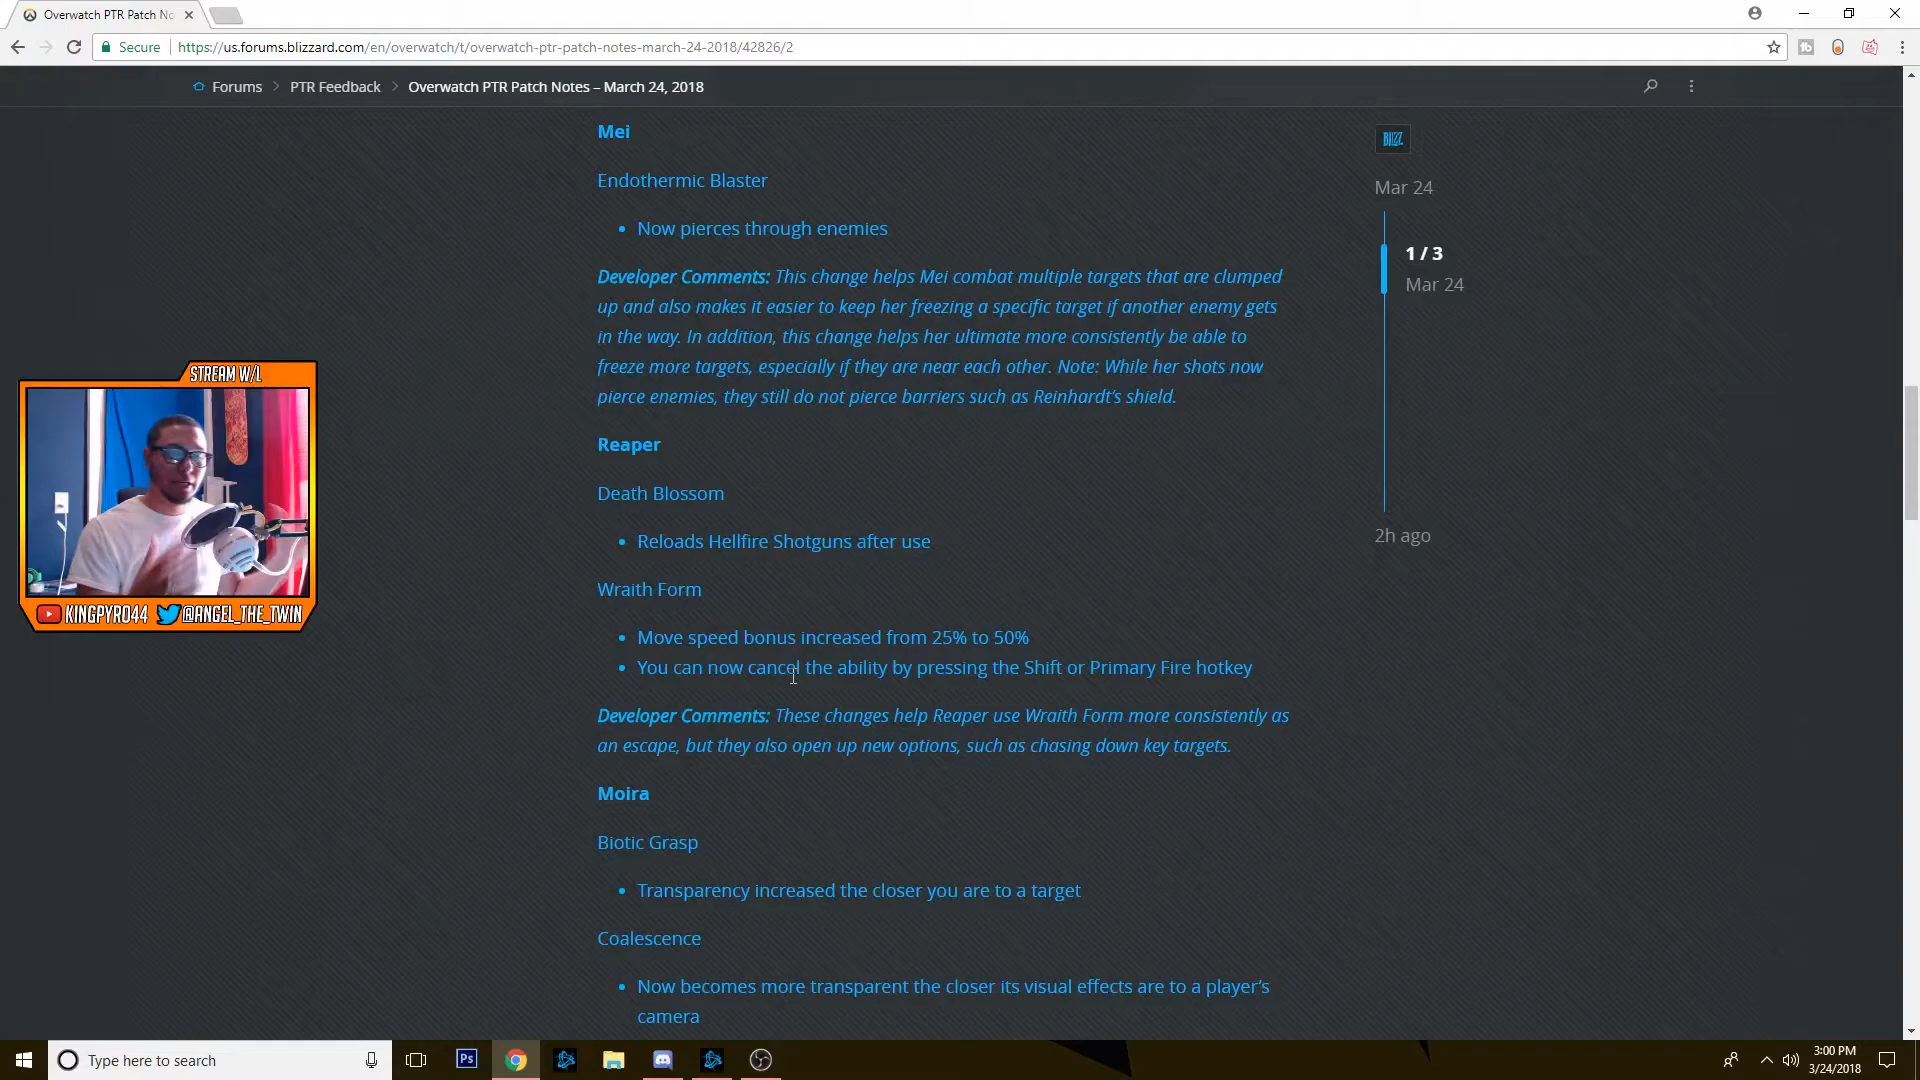 Overwatch PTR Patch No
Secure
https://us.forums.blizzard.com/en/overwatch/t/overwatch-ptr-patch-notes-march-24-2018/42826/2
Forums > PTR Feedback > Overwatch PTR Patch Notes – March 24, 2018
Mei
Endothermic Blaster
• Now pierces through enemies
Developer Comments: This change helps Mei combat multiple targets that are clumped
up and also makes it easier to keep her freezing a specific target if another enemy gets
in the way. In addition, this change helps her ultimate more consistently be able to
freeze more targets, especially if they are near each other. Note: While her shots now
pierce enemies, they still do not pierce barriers such as Reinhardt's shield.
Reaper
Death Blossom
• Reloads Hellfire Shotguns after use
Wraith Form
• Move speed bonus increased from 25% to 50%
• You can now cancel the ability by pressing the Shift or Primary Fire hotkey
Developer Comments: These changes help Reaper use Wraith Form more consistently as
an escape, but they also open up new options, such as chasing down key targets.
Moira
Biotic Grasp
• Transparency increased the closer you are to a target
Coalescence
• Now becomes more transparent the closer its visual effects are to a player's
camera
BLIZZ
Mar 24
1 / 3
Mar 24
2h ago
STREAM W/L
KINGPYRO44 @ANGEL_THE_TWIN
Type here to search
Ps
3:00 PM
3/24/2018